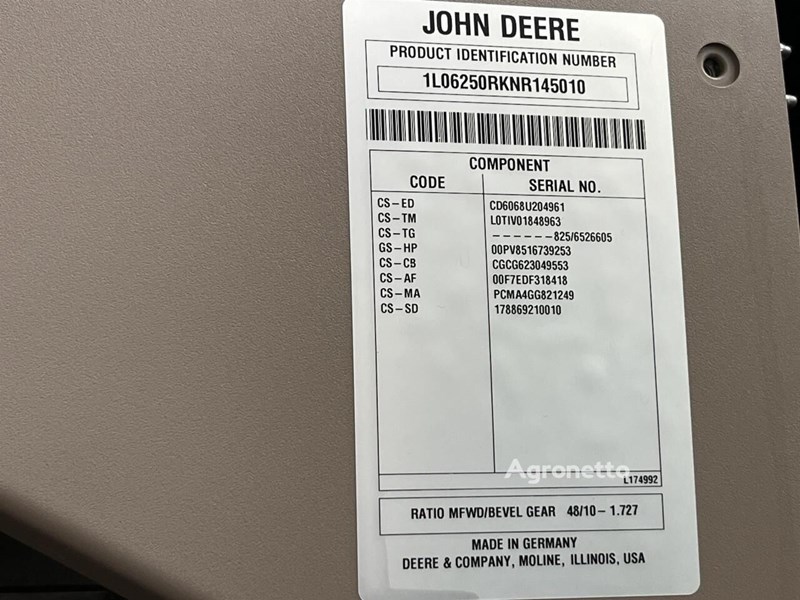 JOHN DEERE
PRODUCT IDENTIFICATION NUMBER
1L06250RKNR145010
COMPONENT
CODE SERIAL NO.
CS-ED CD6068U204961
CS-TM L0TIV01848963
CS-TG ------825/6526605
GS-HP 00PV8516739253
CS-CB CGCG623049553
CS-AF 00F7EDF318418
CS-MA PCMA4GG821249
CS-SD 178869210010
Agronetto
L174992
RATIO MFWD/BEVEL GEAR 48/10-1.727
MADE IN GERMANY
DEERE & COMPANY, MOLINE, ILLINOIS, USA